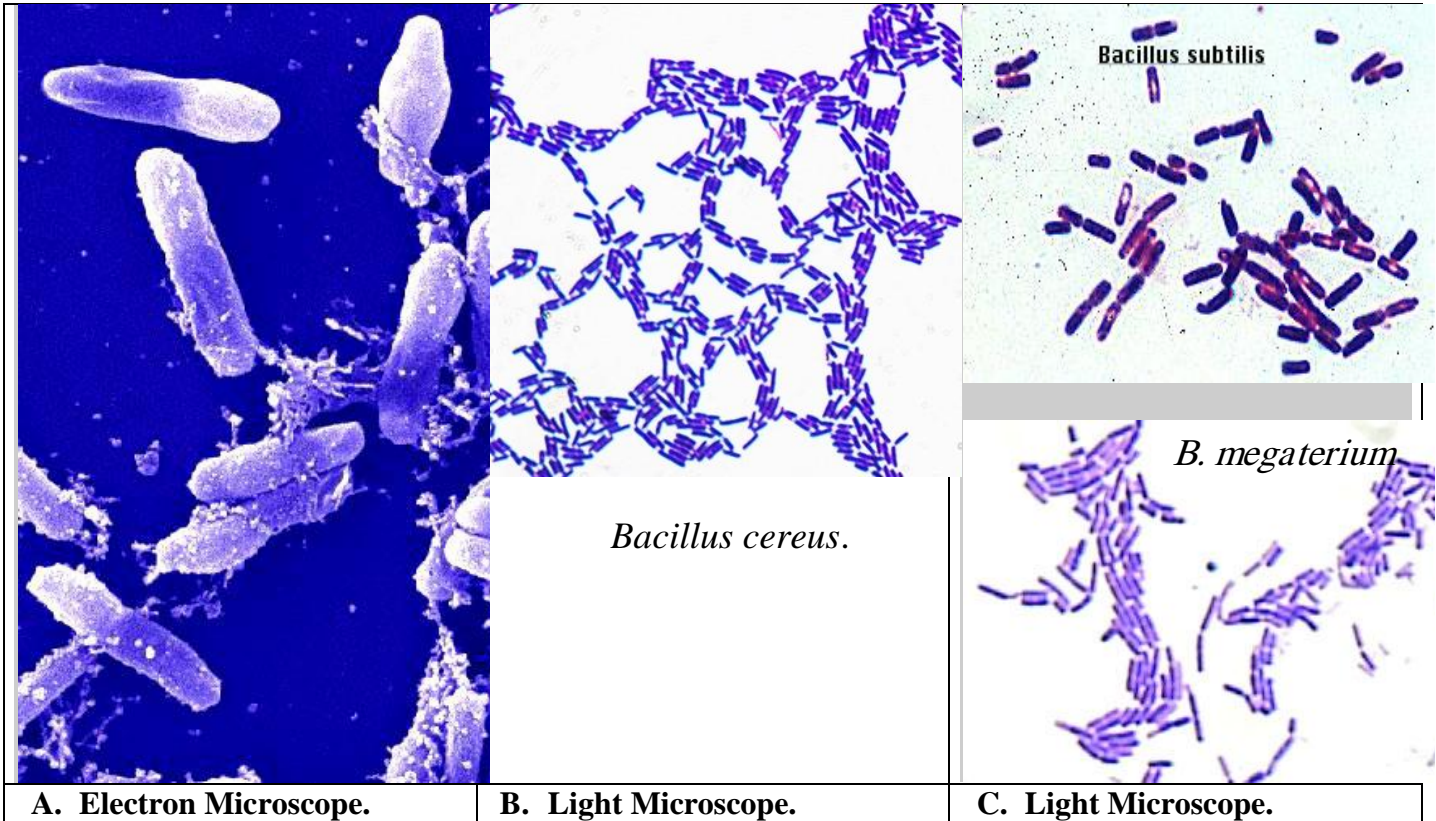 Bacillus subtilis
B. megaterium
Bacillus cereus.
A. Electron Microscope.
B. Light Microscope.
C. Light Microscope.